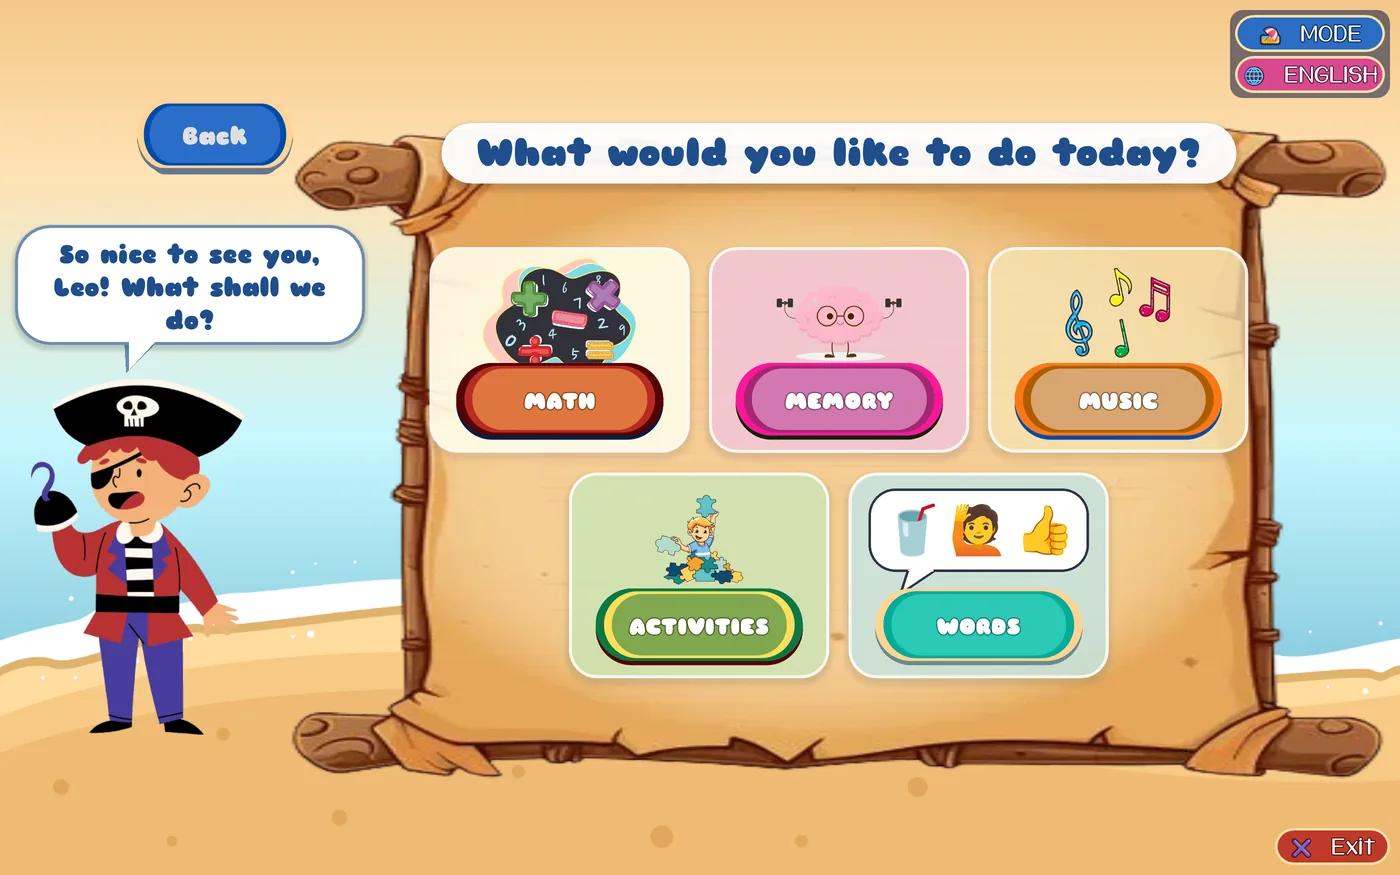 MODE
ENGLISH
Back
What would you like to do today?
So nice to see you,
Leo! What shall we
do?
MATH
MEMORY
MUSIC
ACTIVITIES
WORDS
Exit